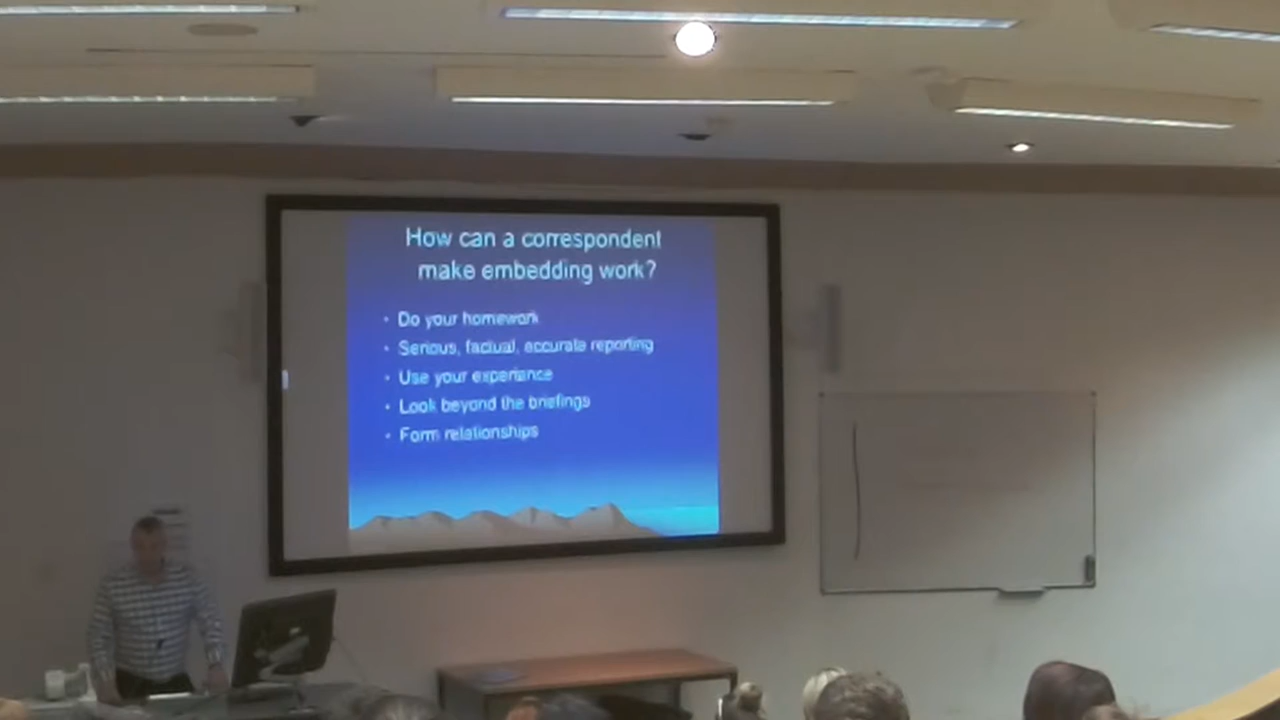 How can a correspondent
make embedding work?
• Do your homework
• Serious, factual, accurate reporting
• Use your experience
• Look beyond the briefings
• Form relationships